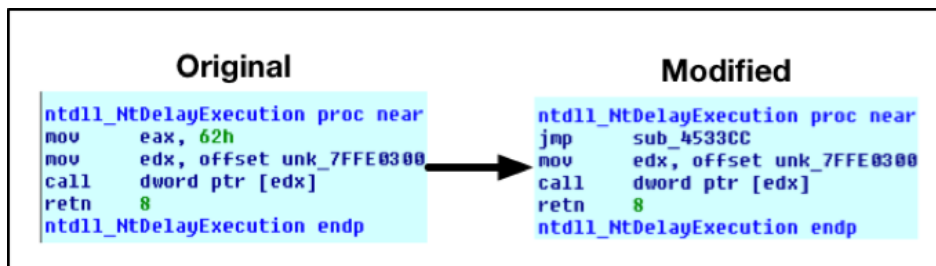 Original
ntdll_NtDelayExecution proc near
mov eax, 62h
mov edx, offset unk_7FFE0300
call dword ptr [edx]
retn 8
ntdll_NtDelayExecution endp
Modified
ntdll_NtDelayExecution proc near
jmp sub_4533CC
mov edx, offset unk_7FFE0300
call dword ptr [edx]
retn 8
ntdll_NtDelayExecution endp